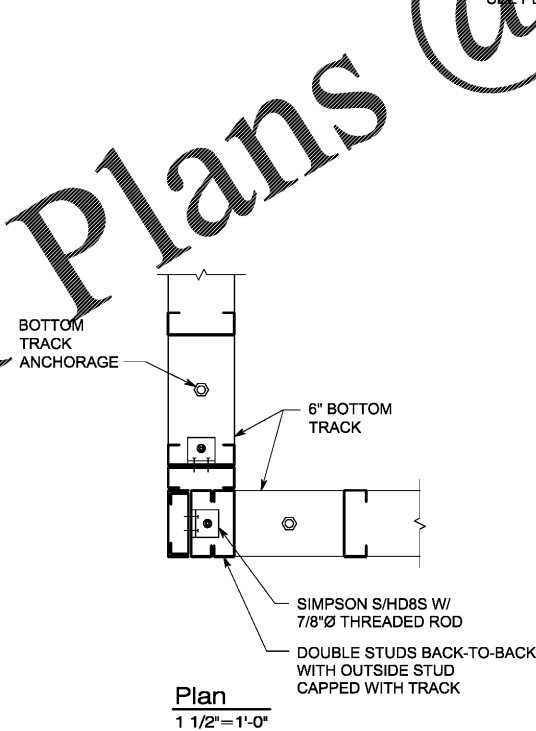 Plans @
BOTTOM
TRACK
ANCHORAGE
6" BOTTOM
TRACK
SIMPSON S/HD8S W/
7/8"Ø THREADED ROD
DOUBLE STUDS BACK-TO-BACK
WITH OUTSIDE STUD
CAPPED WITH TRACK
Plan
1 1/2"=1'-0"